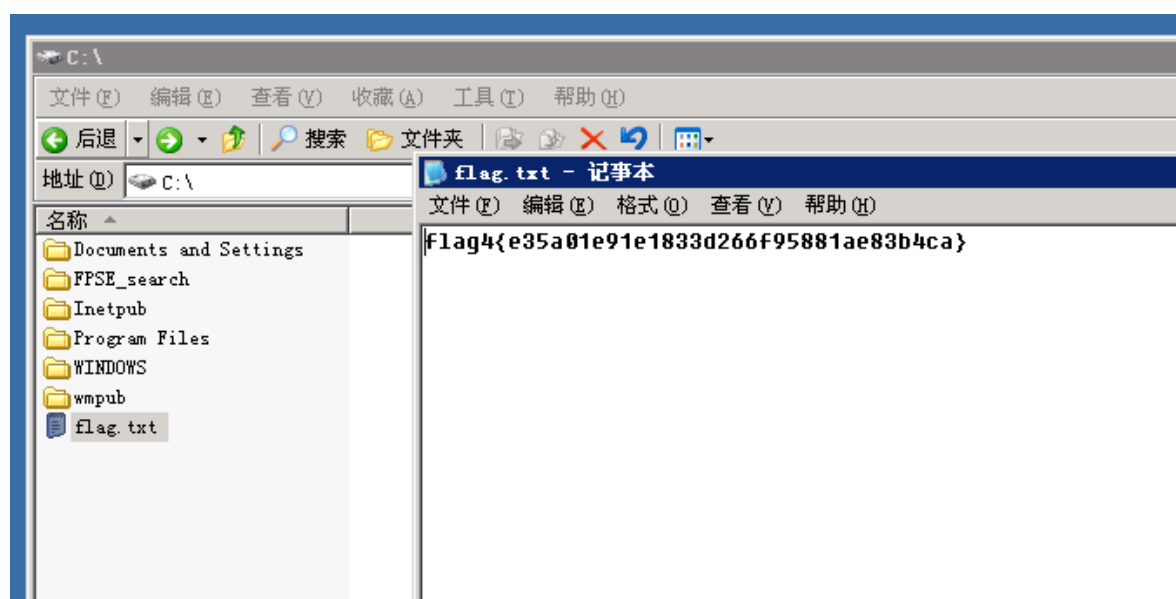 C:\
文件(F) 编辑(E) 查看(V) 收藏(A) 工具(T) 帮助(H)
后退 搜索 文件夹
地址(D) C:\
名称
Documents and Settings
FPSE_search
Inetpub
Program Files
WINDOWS
wmpub
flag.txt
flag.txt - 记事本
文件(F) 编辑(E) 格式(O) 查看(V) 帮助(H)
flag4{e35a01e91e1833d266f95881ae83b4ca}